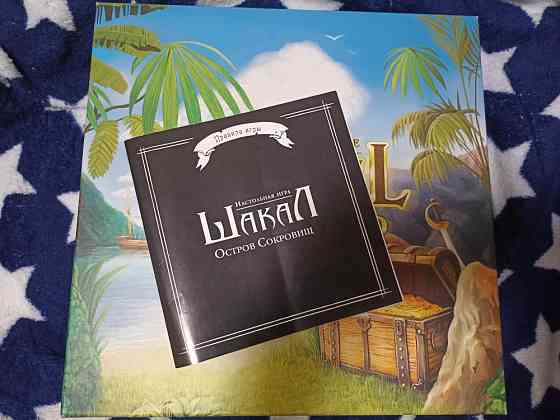 Правила игры
Настольная игра
Шакал
Остров Сокровищ